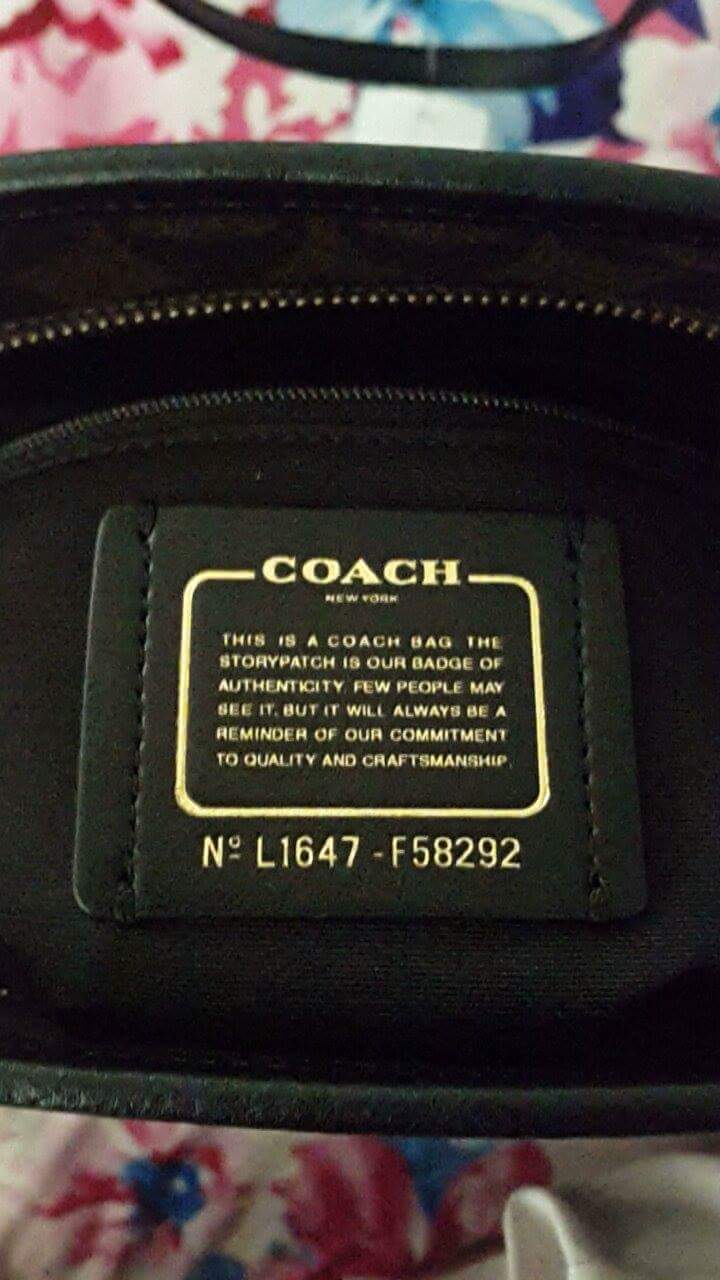 COACH
NEW YORK
THIS IS A COACH BAG THE
STORYPATCH IS OUR BADGE OF
AUTHENTICITY. FEW PEOPLE MAY
SEE IT, BUT IT WILL ALWAYS BE A
REMINDER OF OUR COMMITMENT
TO QUALITY AND CRAFTSMANSHIP.
Nº L1647 - F58292